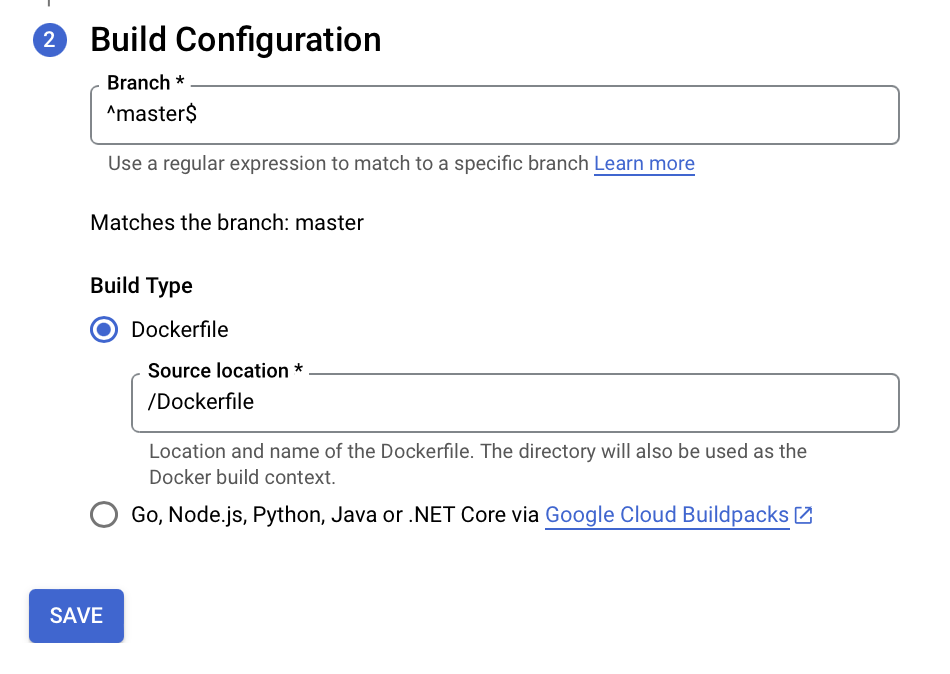 2 Build Configuration
Branch *
^master$
Use a regular expression to match to a specific branch Learn more
Matches the branch: master
Build Type
Dockerfile
Source location *
/Dockerfile
Location and name of the Dockerfile. The directory will also be used as the
Docker build context.
Go, Node.js, Python, Java or .NET Core via Google Cloud Buildpacks
SAVE